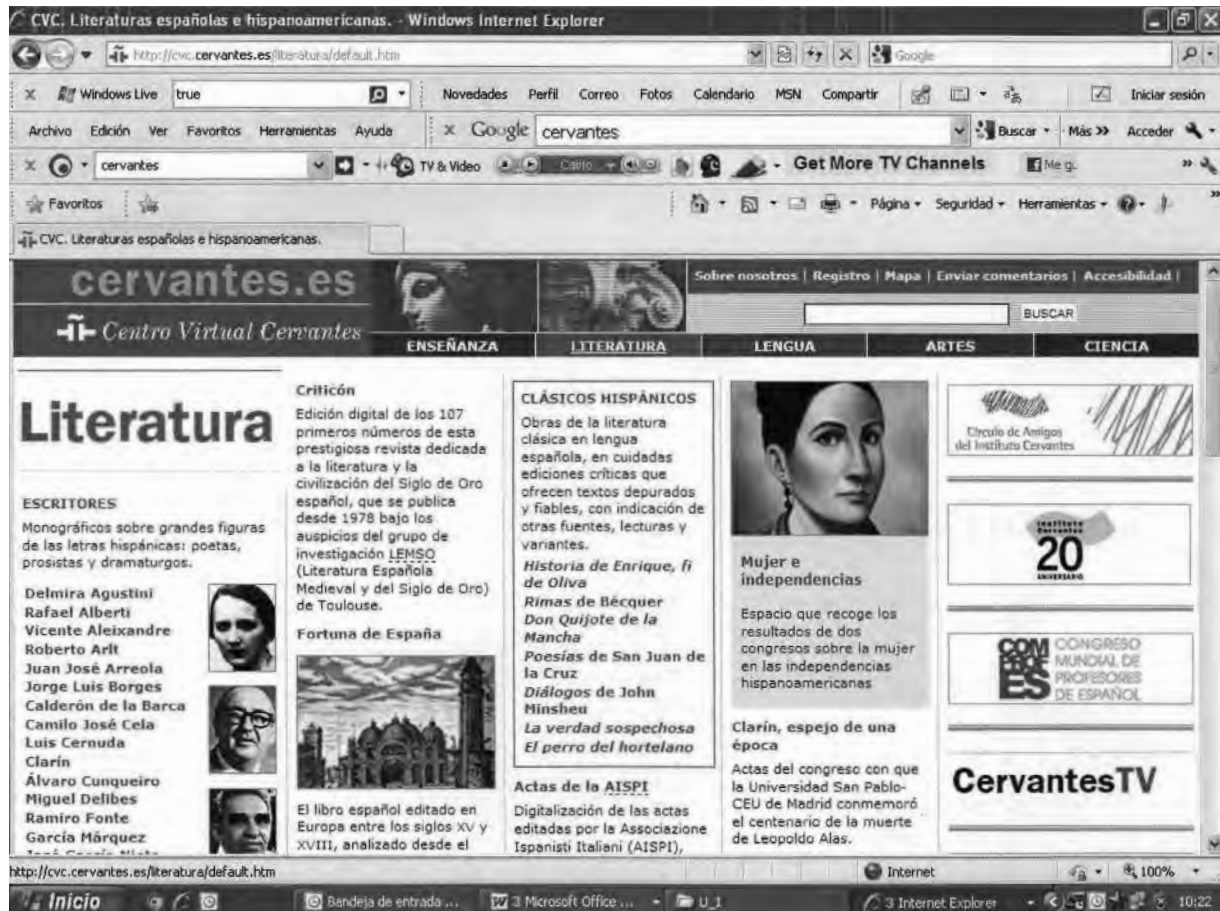 CVC. Literaturas españolas e hispanoamericanas. - Windows Internet Explorer
http://cvc.cervantes.es/literatura/default.htm
Google
Windows Live
true
Novedades Perfil Correo Fotos Calendario MSN Compartir
Iniciar sesión
Archivo Edición Ver Favoritos Herramientas Ayuda
Google
cervantes
Buscar
Más >>
Acceder
cervantes
TV & Video
Cairo
Get More TV Channels
Me g
Favoritos
Página
Seguridad
Herramientas
CVC. Literaturas españolas e hispanoamericanas.
cervantes.es
Centro Virtual Cervantes
Sobre nosotros | Registro | Mapa | Enviar comentarios | Accesibilidad |
BUSCAR
ENSEÑANZA
LITERATURA
LENGUA
ARTES
CIENCIA
Literatura
ESCRITORES
Monográficos sobre grandes figuras
de las letras hispánicas: poetas,
prosistas y dramaturgos.
Delmira Agustini
Rafael Alberti
Vicente Aleixandre
Roberto Arlt
Juan José Arreola
Jorge Luis Borges
Calderón de la Barca
Camilo José Cela
Luis Cernuda
Clarín
Álvaro Cunqueiro
Miguel Delibes
Ramiro Fonte
García Márquez
José García Nieto
Criticón
Edición digital de los 107
primeros números de esta
prestigiosa revista dedicada
a la literatura y la
civilización del Siglo de Oro
español, que se publica
desde 1978 bajo los
auspicios del grupo de
investigación LEMSO
(Literatura Española
Medieval y del Siglo de Oro)
de Toulouse.
Fortuna de España
El libro español editado en
Europa entre los siglos XV y
XVIII, analizado desde el
CLÁSICOS HISPÁNICOS
Obras de la literatura
clásica en lengua
española, en cuidadas
ediciones críticas que
ofrecen textos depurados
y fiables, con indicación de
otras fuentes, lecturas y
variantes.
Historia de Enrique, fi
de Oliva
Rimas de Bécquer
Don Quijote de la
Mancha
Poesías de San Juan de
la Cruz
Diálogos de John
Minsheu
La verdad sospechosa
El perro del hortelano
Actas de la AISPI
Digitalización de las actas
editadas por la Associazione
Ispanisti Italiani (AISPI),
Mujer e
independencias
Espacio que recoge los
resultados de dos
congresos sobre la mujer
en las independencias
hispanoamericanas
Clarín, espejo de una
época
Actas del congreso con que
la Universidad San Pablo-
CEU de Madrid conmemoró
el centenario de la muerte
de Leopoldo Alas.
Círculo de Amigos
del Instituto Cervantes
Instituto
Cervantes
20
ANIVERSARIO
COM
PROF
ES
CONGRESO
MUNDIAL DE
PROFESORES
DE ESPAÑOL
CervantesTV
http://cvc.cervantes.es/literatura/default.htm
Internet
100%
Inicio
Bandeja de entrada ...
3 Microsoft Office ...
U_1
3 Internet Explorer
10:22